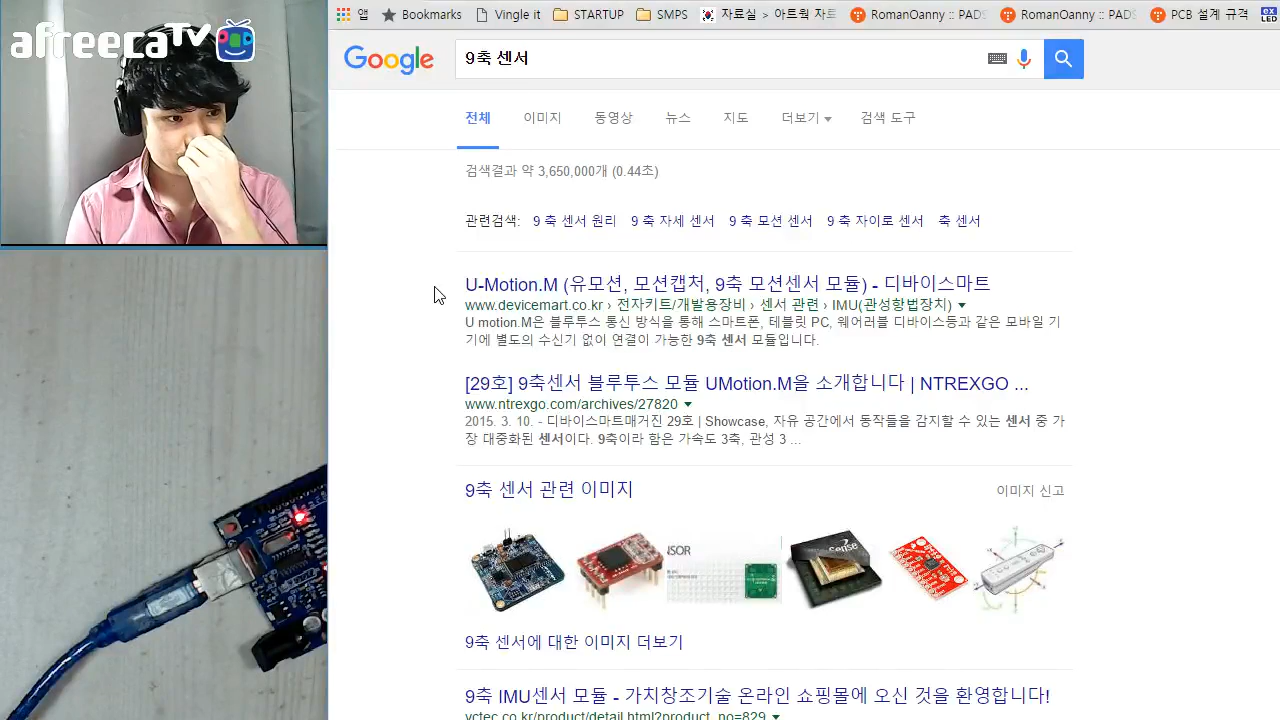 afreecaTV
앱
Bookmarks
Vingle it
STARTUP
SMPS
자료실 > 아트웍 자료
RomanOanny :: PADS
RomanOanny :: PADS
PCB 설계 규격
ex
LED
Google
9축 센서
전체
이미지
동영상
뉴스
지도
더보기
검색 도구
검색결과 약 3,650,000개 (0.44초)
관련검색: 9 축 센서 원리 9 축 자세 센서 9 축 모션 센서 9 축 자이로 센서 축 센서
U-Motion.M (유모션, 모션캡처, 9축 모션센서 모듈) - 디바이스마트
www.devicemart.co.kr › 전자키트/개발용장비 › 센서 관련 › IMU(관성항법장치)
U motion.M은 블루투스 통신 방식을 통해 스마트폰, 테블릿 PC, 웨어러블 디바이스등과 같은 모바일 기
기에 별도의 수신기 없이 연결이 가능한 9축 센서 모듈입니다.
[29호] 9축센서 블루투스 모듈 UMotion.M을 소개합니다 | NTREXGO ...
www.ntrexgo.com/archives/27820
2015. 3. 10. - 디바이스마트매거진 29호 | Showcase, 자유 공간에서 동작들을 감지할 수 있는 센서 중 가
장 대중화된 센서이다. 9축이라 함은 가속도 3축, 관성 3 ...
9축 센서 관련 이미지
이미지 신고
NSOR
Sense
9축 센서에 대한 이미지 더보기
9축 IMU센서 모듈 - 가치창조기술 온라인 쇼핑몰에 오신 것을 환영합니다!
vctec.co.kr/product/detail.html?product_no=829